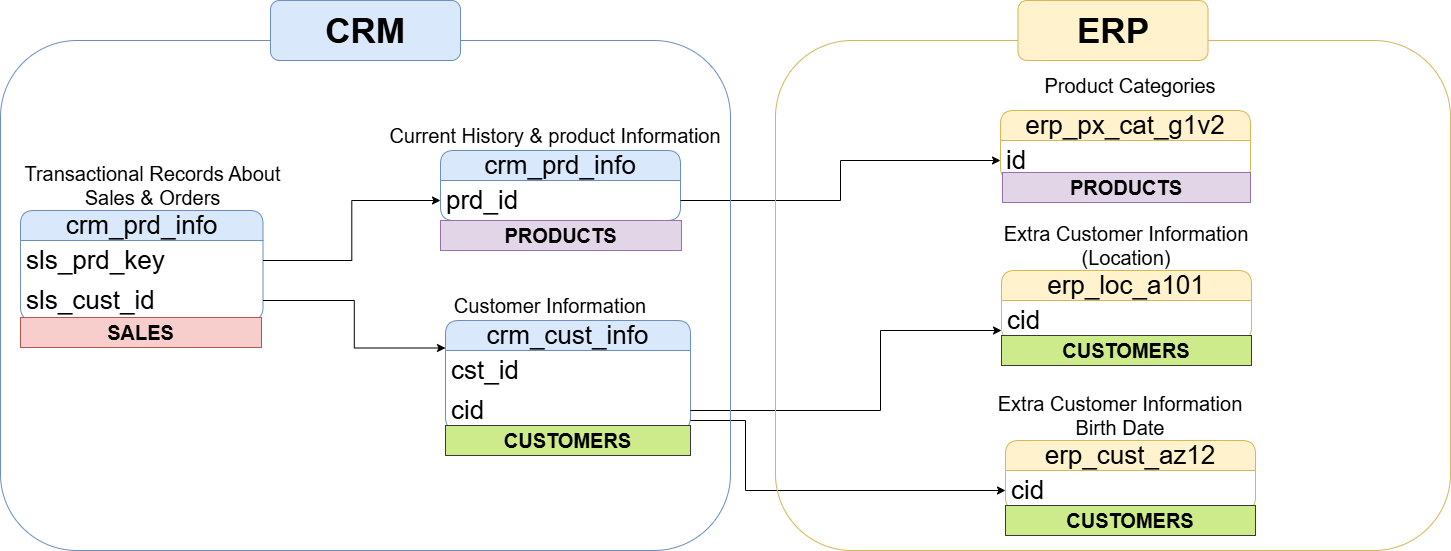 CRM
Transactional Records About
Sales & Orders
crm_prd_info
sls_prd_key
sls_cust_id
SALES
Current History & product Information
crm_prd_info
prd_id
PRODUCTS
Customer Information
crm_cust_info
cst_id
cid
CUSTOMERS
ERP
Product Categories
erp_px_cat_g1v2
id
PRODUCTS
Extra Customer Information
(Location)
erp_loc_a101
cid
CUSTOMERS
Extra Customer Information
Birth Date
erp_cust_az12
cid
CUSTOMERS